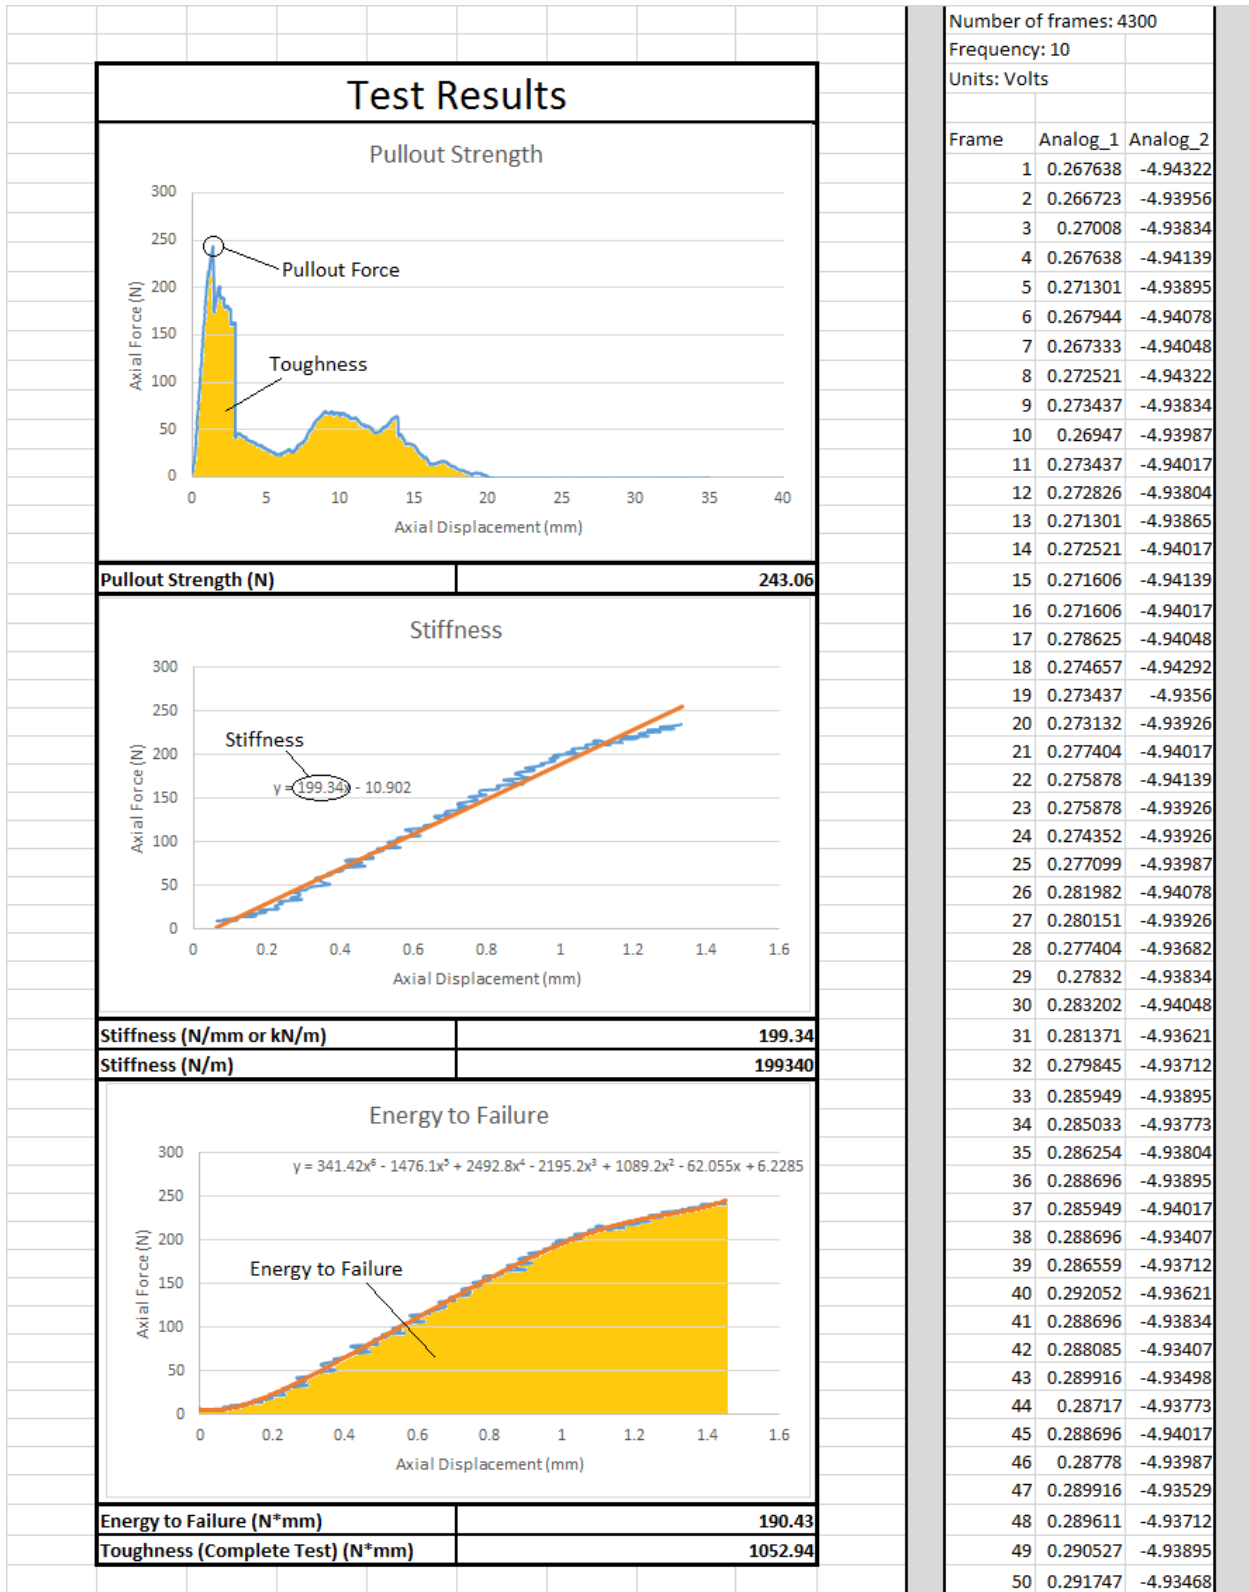 Test Results
Pullout Strength
300
250
200
150
100
50
0
Axial Force (N)
Pullout Force
Toughness
0 5 10 15 20 25 30 35 40
Axial Displacement (mm)
Pullout Strength (N) 243.06
Stiffness
300
250
200
150
100
50
0
Axial Force (N)
Stiffness
y = 199.34x - 10.902
0 0.2 0.4 0.6 0.8 1 1.2 1.4 1.6
Axial Displacement (mm)
Stiffness (N/mm or kN/m) 199.34
Stiffness (N/m) 199340
Energy to Failure
y = 341.42x⁶ - 1476.1x⁵ + 2492.8x⁴ - 2195.2x³ + 1089.2x² - 62.055x + 6.2285
300
250
200
150
100
50
0
Axial Force (N)
Energy to Failure
0 0.2 0.4 0.6 0.8 1 1.2 1.4 1.6
Axial Displacement (mm)
Energy to Failure (N*mm) 190.43
Toughness (Complete Test) (N*mm) 1052.94
Number of frames: 4300
Frequency: 10
Units: Volts
Frame Analog_1 Analog_2
1 0.267638 -4.94322
2 0.266723 -4.93956
3 0.27008 -4.93834
4 0.267638 -4.94139
5 0.271301 -4.93895
6 0.267944 -4.94078
7 0.267333 -4.94048
8 0.272521 -4.94322
9 0.273437 -4.93834
10 0.26947 -4.93987
11 0.273437 -4.94017
12 0.272826 -4.93804
13 0.271301 -4.93865
14 0.272521 -4.94017
15 0.271606 -4.94139
16 0.271606 -4.94017
17 0.278625 -4.94048
18 0.274657 -4.94292
19 0.273437 -4.9356
20 0.273132 -4.93926
21 0.277404 -4.94017
22 0.275878 -4.94139
23 0.275878 -4.93926
24 0.274352 -4.93926
25 0.277099 -4.93987
26 0.281982 -4.94078
27 0.280151 -4.93926
28 0.277404 -4.93682
29 0.27832 -4.93834
30 0.283202 -4.94048
31 0.281371 -4.93621
32 0.279845 -4.93712
33 0.285949 -4.93895
34 0.285033 -4.93773
35 0.286254 -4.93804
36 0.288696 -4.93895
37 0.285949 -4.94017
38 0.288696 -4.93407
39 0.286559 -4.93712
40 0.292052 -4.93621
41 0.288696 -4.93834
42 0.288085 -4.93407
43 0.289916 -4.93498
44 0.28717 -4.93773
45 0.288696 -4.94017
46 0.28778 -4.93987
47 0.289916 -4.93529
48 0.289611 -4.93712
49 0.290527 -4.93895
50 0.291747 -4.93468